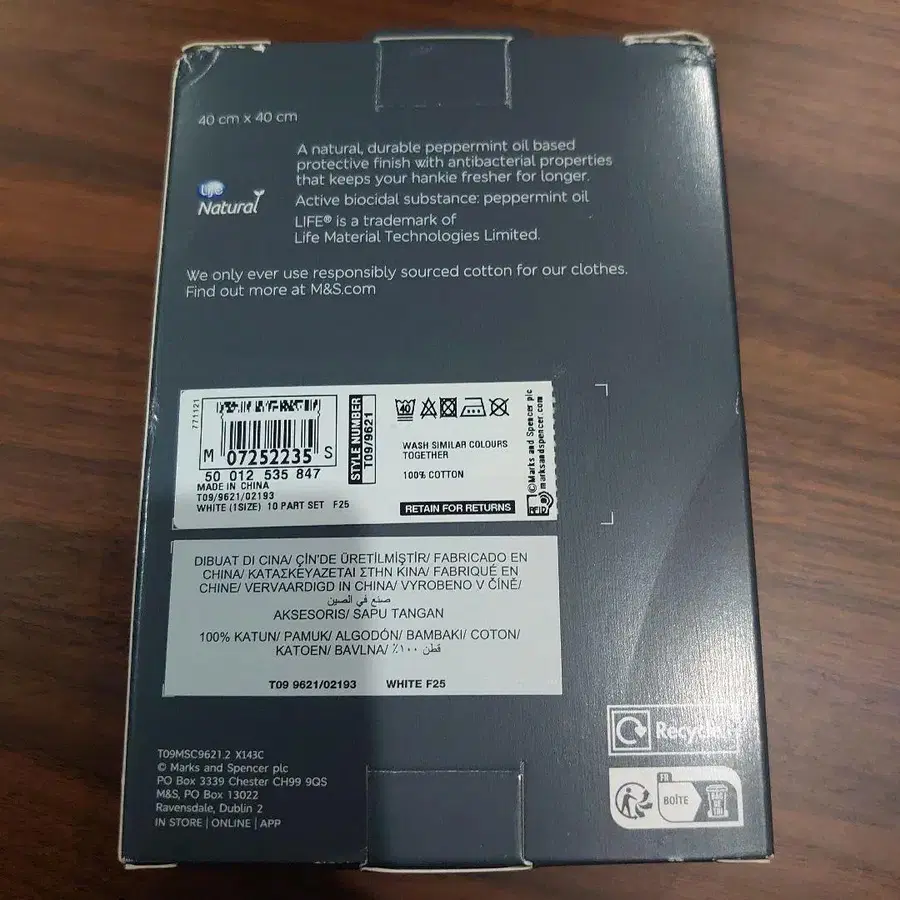 40 cm x 40 cm
A natural, durable peppermint oil based
protective finish with antibacterial properties
that keeps your hankie fresher for longer.
Life
Natural
Active biocidal substance: peppermint oil
LIFE® is a trademark of
Life Material Technologies Limited.
We only ever use responsibly sourced cotton for our clothes.
Find out more at M&S.com
771121
M 07252235 S
50 012 535 847
MADE IN CHINA
T09/9621/02193
WHITE (1SIZE) 10 PART SET F25
STYLE NUMBER
T09/9621
40
WASH SIMILAR COLOURS
TOGETHER
100% COTTON
RETAIN FOR RETURNS
©Marks and Spencer plc
marksandspencer.com
RFID
DIBUAT DI CINA/ ÇİN'DE ÜRETİLMİŞTİR/ FABRICADO EN
CHINA/ ΚΑΤΑΣΚΕΥΑΖΕΤΑΙ ΣΤΗΝ ΚΙΝΑ/ FABRIQUÉ EN
CHINE/ VERVAARDIGD IN CHINA/ VYROBENO V ČÍNĚ/
صنع في الصين
AKSESORIS/ SAPU TANGAN
100% KATUN/ PAMUK/ ALGODÓN/ BAMBAKI/ COTON/
KATOEN/ BAVLNA/ قطن ١٠٠٪
T09 9621/02193 WHITE F25
T09MSC9621.2 X143C
© Marks and Spencer plc
PO Box 3339 Chester CH99 9QS
M&S, PO Box 13022
Ravensdale, Dublin 2
IN STORE | ONLINE | APP
FR
BOÎTE